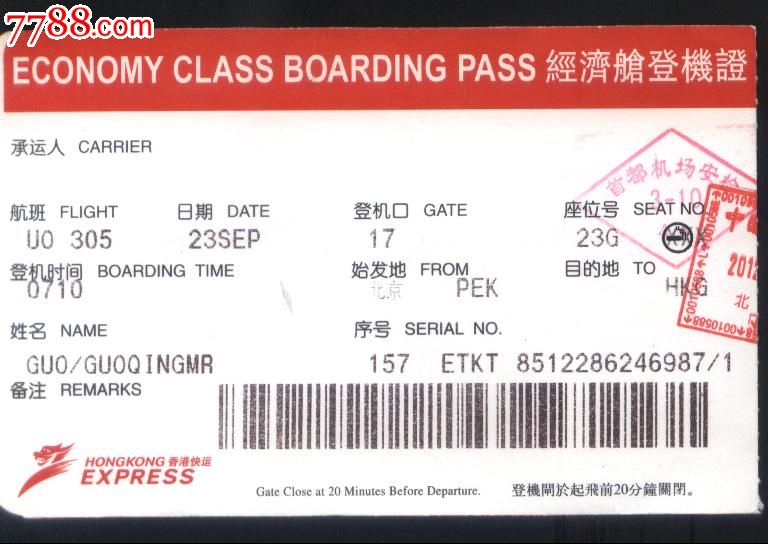 7788.com
ECONOMY CLASS BOARDING PASS 經濟艙登機證
承运人 CARRIER
首都机场安检
3-10
航班 FLIGHT 日期 DATE 登机口 GATE 座位号 SEAT NO.
UO 305 23SEP 17 23G
登机时间 BOARDING TIME 始发地 FROM 目的地 TO
0710 北京 PEK HKG
2012
北
0010588
姓名 NAME 序号 SERIAL NO.
GUO/GUOQINGMR 157 ETKT 8512286246987/1
备注 REMARKS
HONGKONG 香港快运
EXPRESS
Gate Close at 20 Minutes Before Departure. 登機閘於起飛前20分鐘關閉。